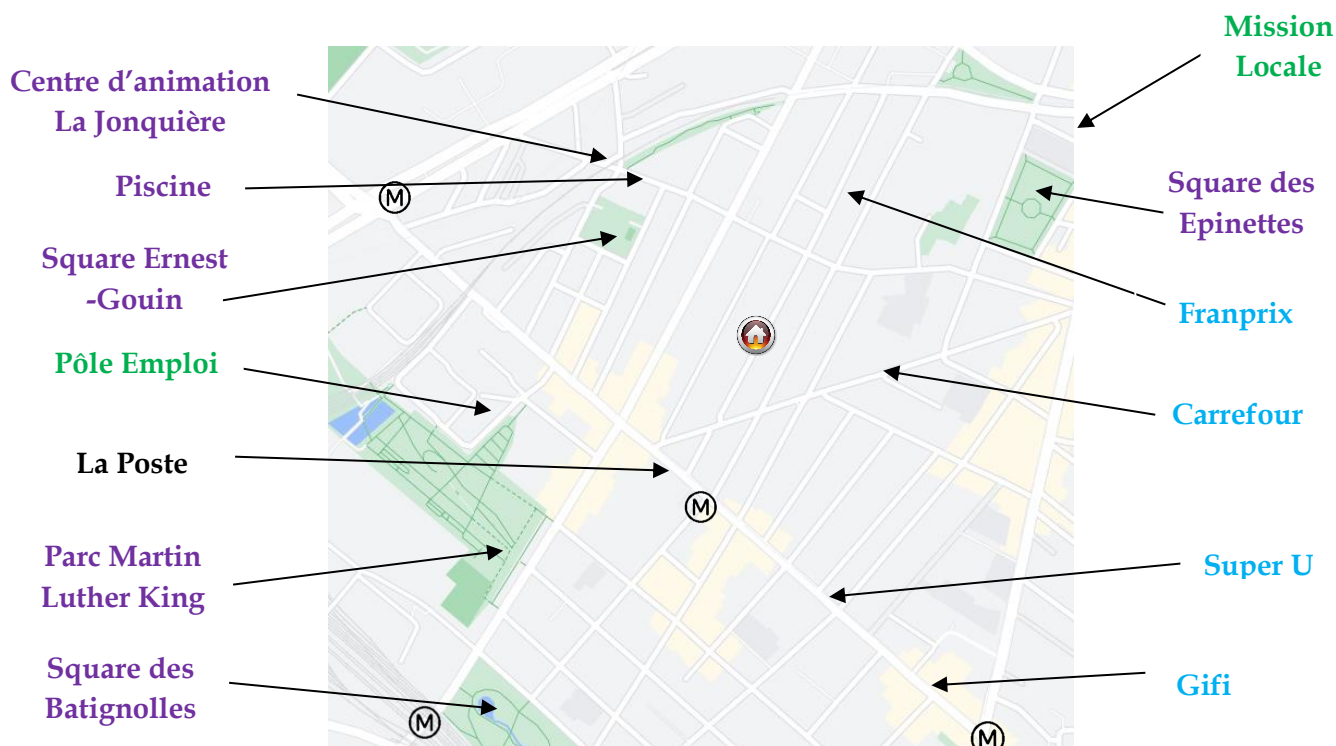 Mission
Locale
Centre d’animation
La Jonquière
Piscine
Square des
Epinettes
Square Ernest
-Gouin
Franprix
Pôle Emploi
Carrefour
La Poste
Parc Martin
Luther King
Super U
Square des
Batignolles
Gifi
M
M
M
M